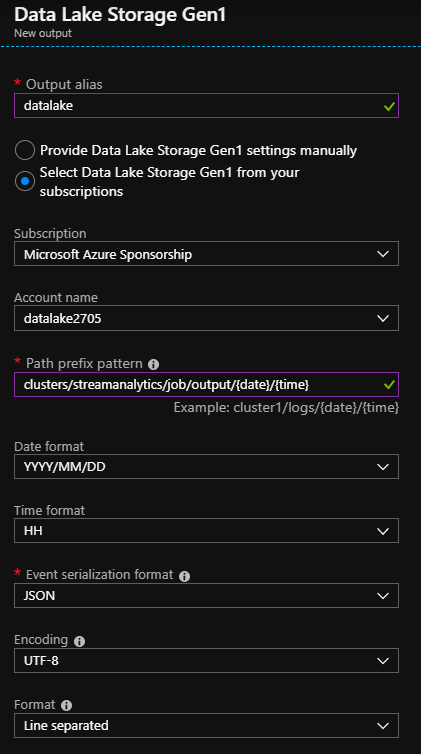 Data Lake Storage Gen1
New output
* Output alias
datalake
Provide Data Lake Storage Gen1 settings manually
Select Data Lake Storage Gen1 from your
subscriptions
Subscription
Microsoft Azure Sponsorship
Account name
datalake2705
* Path prefix pattern
clusters/streamanalytics/job/output/{date}/{time}
Example: cluster1/logs/{date}/{time}
Date format
YYYY/MM/DD
Time format
HH
* Event serialization format
JSON
Encoding
UTF-8
Format
Line separated